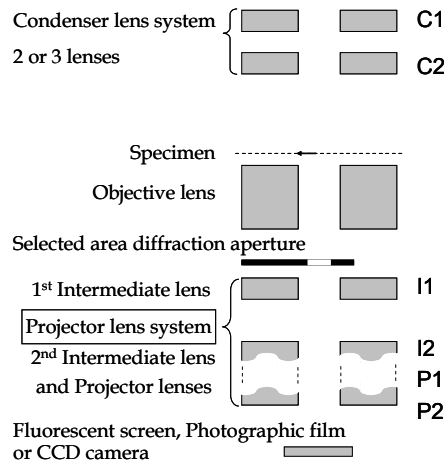 Condenser lens system
C1
2 or 3 lenses
C2
Specimen
Objective lens
Selected area diffraction aperture
1st Intermediate lens
I1
Projector lens system
2nd Intermediate lens
I2
and Projector lenses
P1
P2
Fluorescent screen, Photographic film
or CCD camera